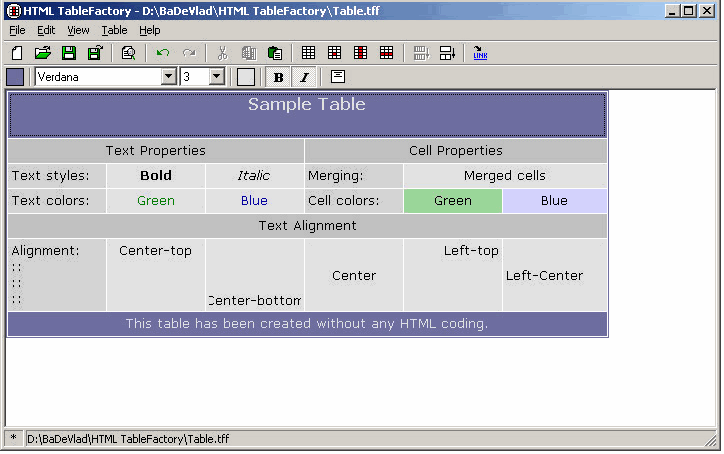 HTML TableFactory - D:\BaDeVlad\HTML TableFactory\Table.tff
File Edit View Table Help
LINK
Verdana 3 B I
Sample Table
Text Properties Cell Properties
Text styles: Bold Italic Merging: Merged cells
Text colors: Green Blue Cell colors: Green Blue
Text Alignment
Alignment: Center-top Left-top
::
:: Center Left-Center
:: Center-bottom
This table has been created without any HTML coding.
* D:\BaDeVlad\HTML TableFactory\Table.tff